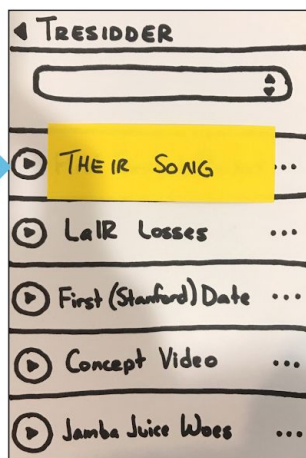 TRESIDDER
THEIR SONG
LaIR Losses
First (Stanford) Date
Concept Video
Jamba Juice Woes